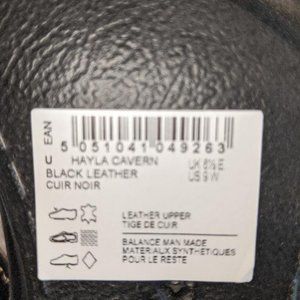 EAN
5 051041 049263
U HAYLA CAVERN UK 6½ E
BLACK LEATHER US 9 W
CUIR NOIR
LEATHER UPPER
TIGE DE CUIR
BALANCE MAN MADE
MATERIAUX SYNTHETIQUES
POUR LE RESTE